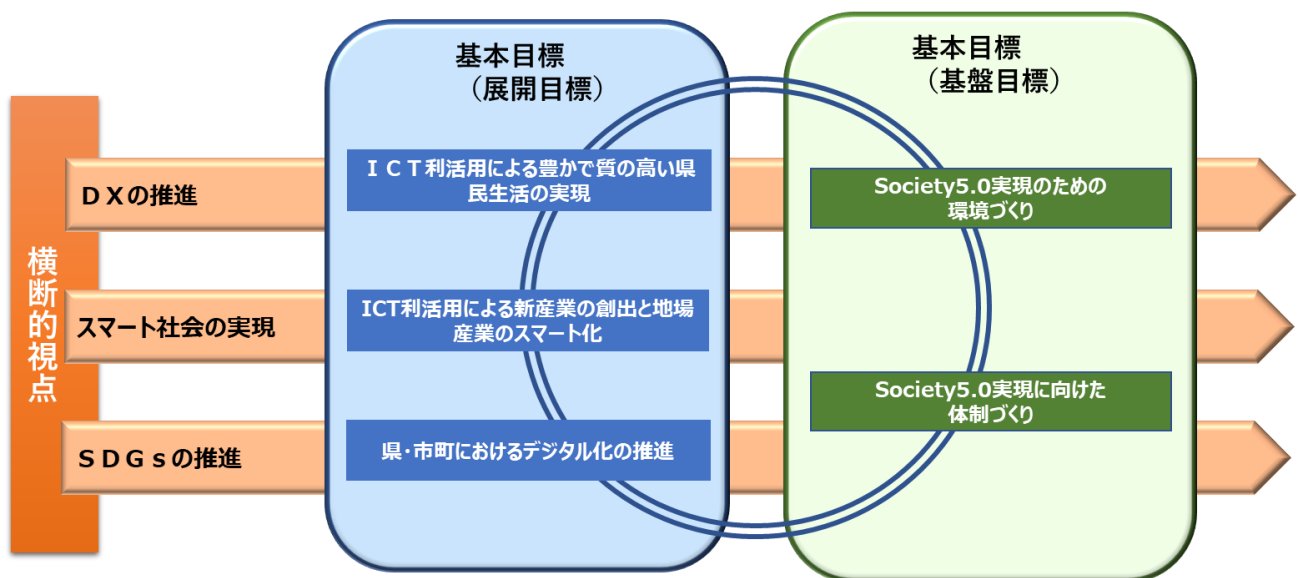 横断的視点
DXの推進
スマート社会の実現
SDGsの推進
基本目標
(展開目標)
ICT利活用による豊かで質の高い県
民生活の実現
ICT利活用による新産業の創出と地場
産業のスマート化
県・市町におけるデジタル化の推進
基本目標
(基盤目標)
Society5.0実現のための
環境づくり
Society5.0実現に向けた
体制づくり